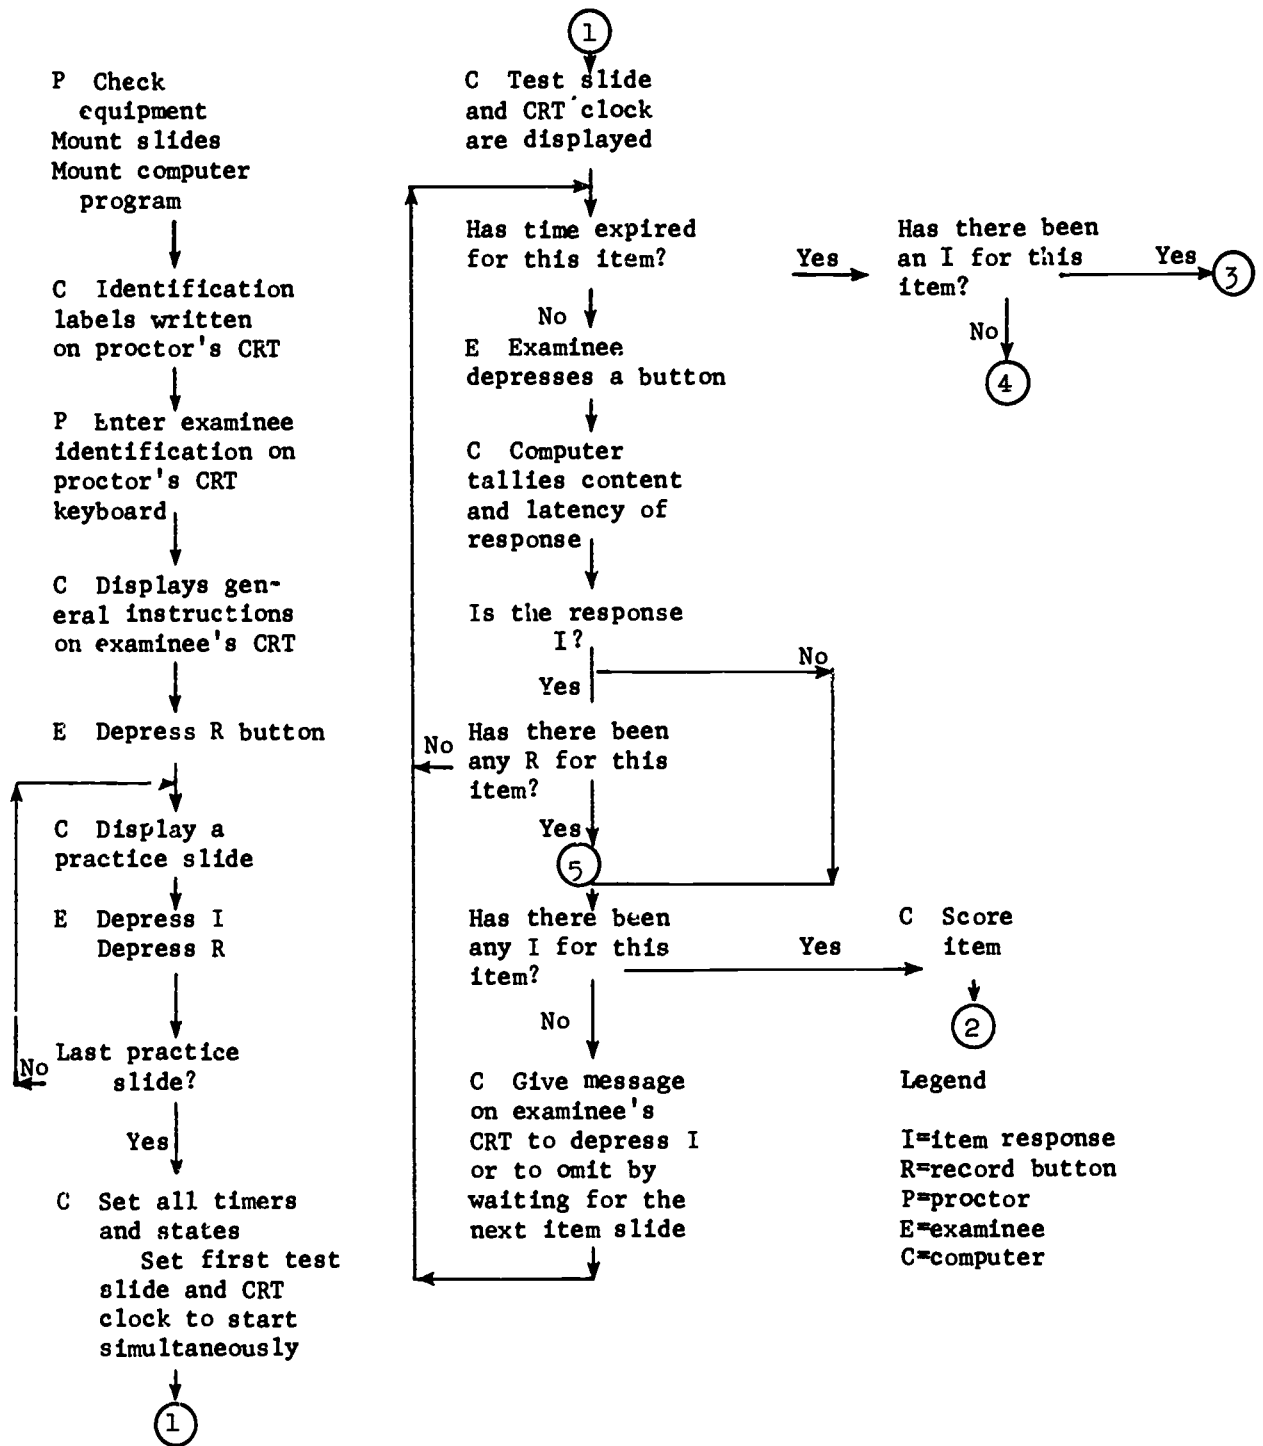 P Check
equipment
Mount slides
Mount computer
program
C Identification
labels written
on proctor's CRT
P Enter examinee
identification on
proctor's CRT
keyboard
C Displays gen-
eral instructions
on examinee's CRT
E Depress R button
C Display a
practice slide
E Depress I
Depress R
Last practice
slide?
No
Yes
C Set all timers
and states
Set first test
slide and CRT
clock to start
simultaneously
1
1
C Test slide
and CRT clock
are displayed
Has time expired
for this item?
Yes
No
E Examinee
depresses a button
C Computer
tallies content
and latency of
response
Is the response
I?
No
Yes
Has there been
any R for this
item?
No
Yes
5
Has there been
any I for this
item?
Yes
No
C Give message
on examinee's
CRT to depress I
or to omit by
waiting for the
next item slide
Has there been
an I for this
item?
Yes
3
No
4
C Score
item
2
Legend
I=item response
R=record button
P=proctor
E=examinee
C=computer